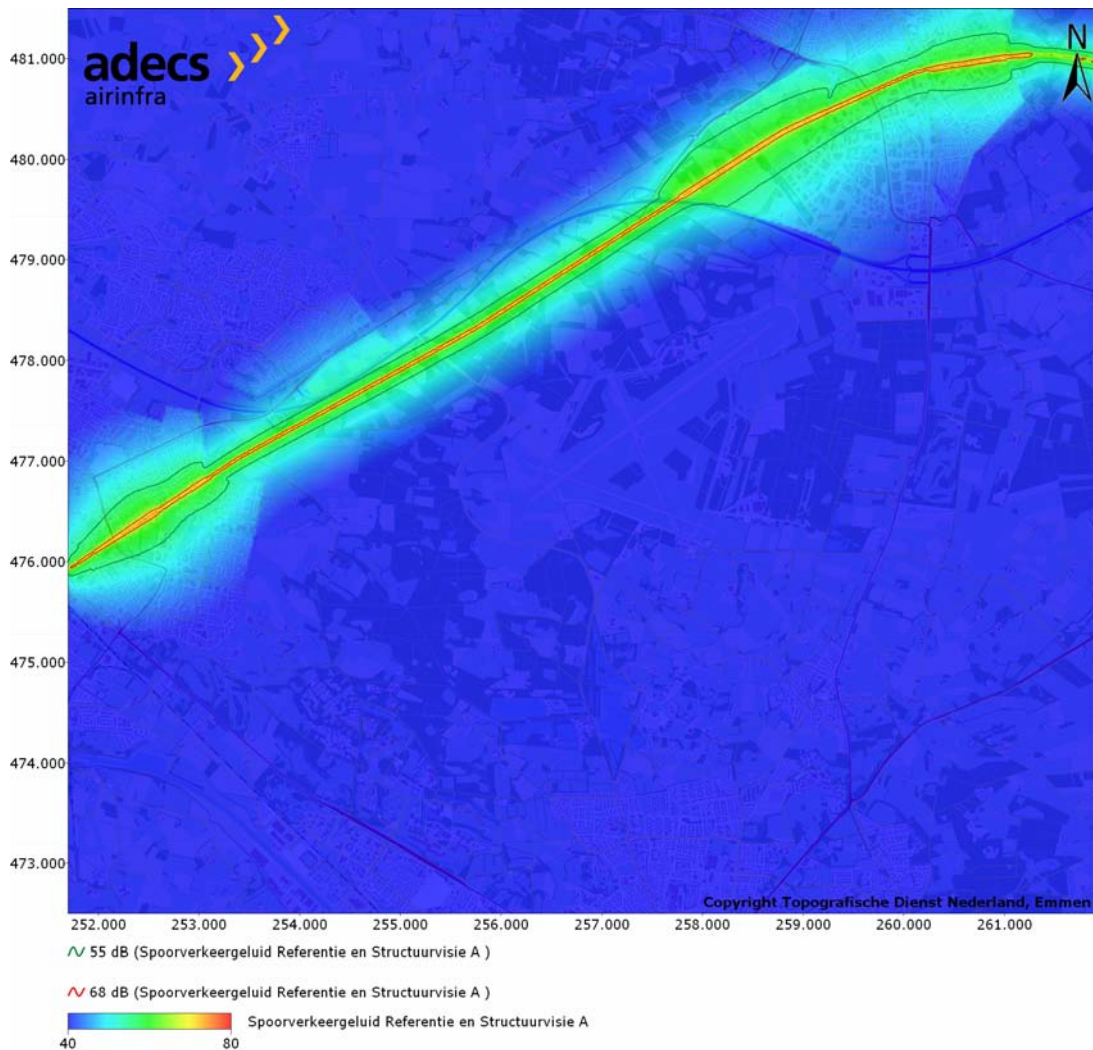 adecs
airinfra
N
481.000
480.000
479.000
478.000
477.000
476.000
475.000
474.000
473.000
Copyright Topografische Dienst Nederland, Emmen
252.000 253.000 254.000 255.000 256.000 257.000 258.000 259.000 260.000 261.000
55 dB (Spoorverkeergeluid Referentie en Structuurvisie A )
68 dB (Spoorverkeergeluid Referentie en Structuurvisie A )
Spoorverkeergeluid Referentie en Structuurvisie A
40 80